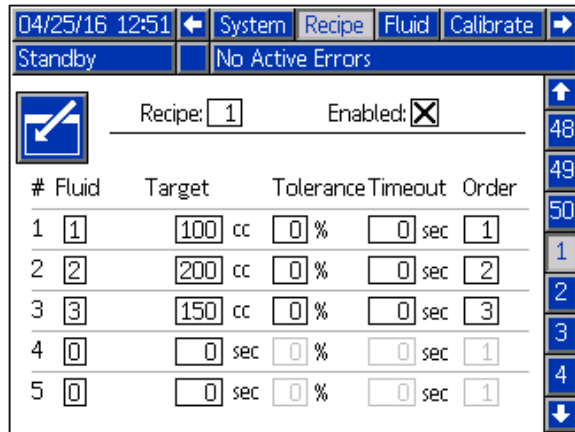 04/25/16 12:51 System Recipe Fluid Calibrate
Standby No Active Errors
Recipe: 1 Enabled:
# Fluid Target Tolerance Timeout Order
1 1 100 cc 0 % 0 sec 1
2 2 200 cc 0 % 0 sec 2
3 3 150 cc 0 % 0 sec 3
4 0 0 sec 0 % 0 sec 1
5 0 0 sec 0 % 0 sec 1
48
49
50
1
2
3
4